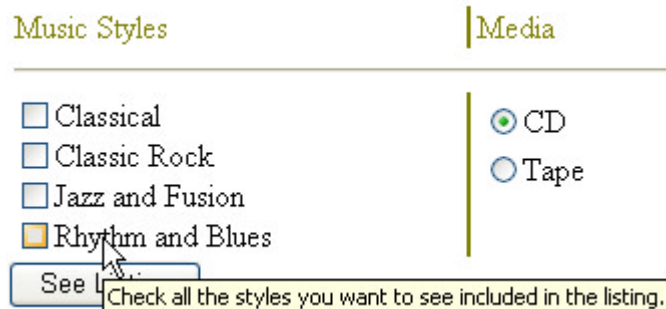 Music Styles
Media
Classical
Classic Rock
Jazz and Fusion
Rhythm and Blues
CD
Tape
See
Check all the styles you want to see included in the listing.